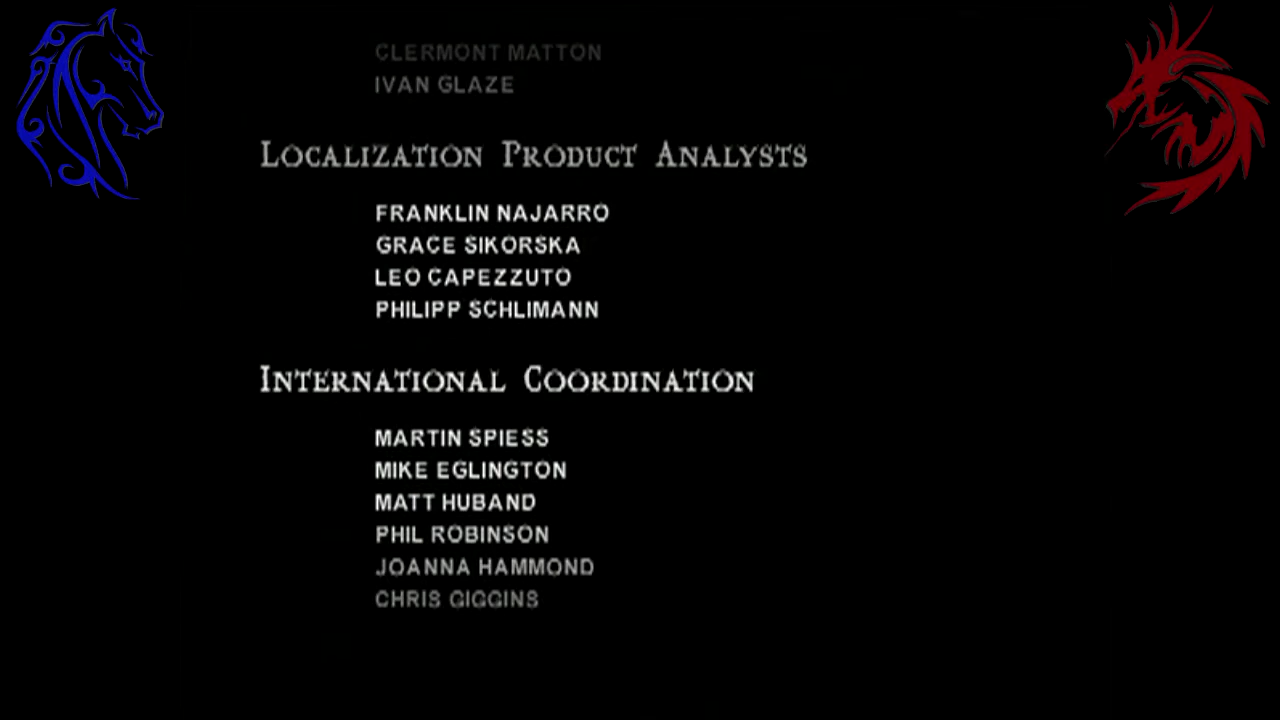 CLERMONT MATTON
IVAN GLAZE
LOCALIZATION PRODUCT ANALYSTS
FRANKLIN NAJARRO
GRACE SIKORSKA
LEO CAPEZZUTO
PHILIPP SCHLIMANN
INTERNATIONAL COORDINATION
MARTIN SPIESS
MIKE EGLINGTON
MATT HUBAND
PHIL ROBINSON
JOANNA HAMMOND
CHRIS GIGGINS